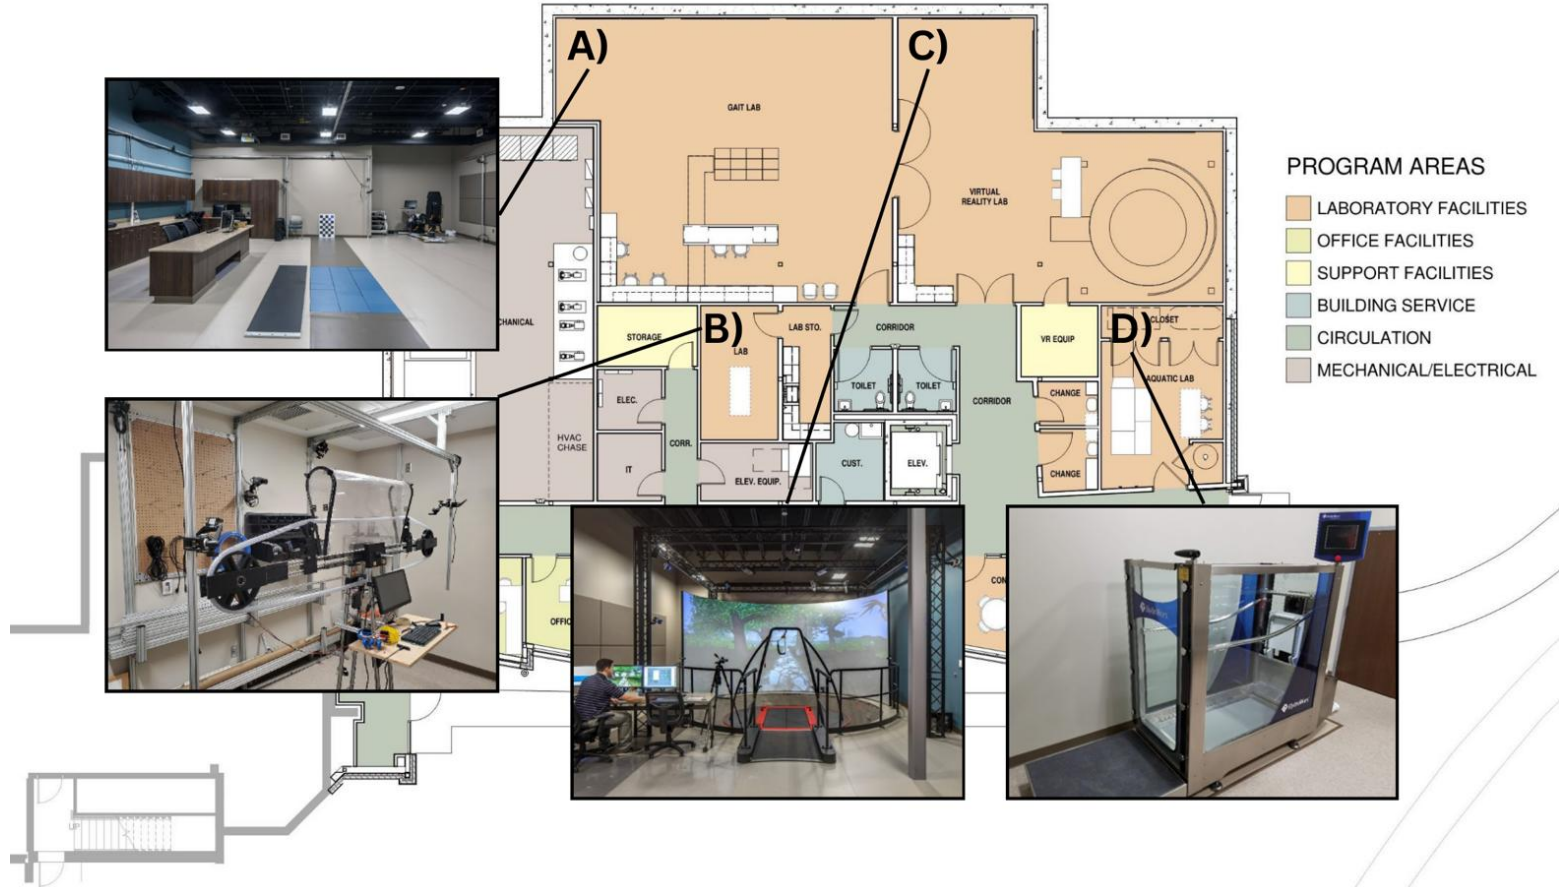 A)
C)
GAIT LAB
VIRTUAL
REALITY LAB
PROGRAM AREAS
LABORATORY FACILITIES
OFFICE FACILITIES
SUPPORT FACILITIES
BUILDING SERVICE
CIRCULATION
MECHANICAL/ELECTRICAL
CHANICAL
STORAGE
B)
LAB
LAB STO.
CORRIDOR
VR EQUIP
D)
CLOSET
AQUATIC LAB
TOILET
TOILET
CORRIDOR
CHANGE
ELEC.
HVAC
CHASE
CORR.
IT
ELEV. EQUIP.
CUST.
ELEV.
CHANGE
OFFIC
CON
UP